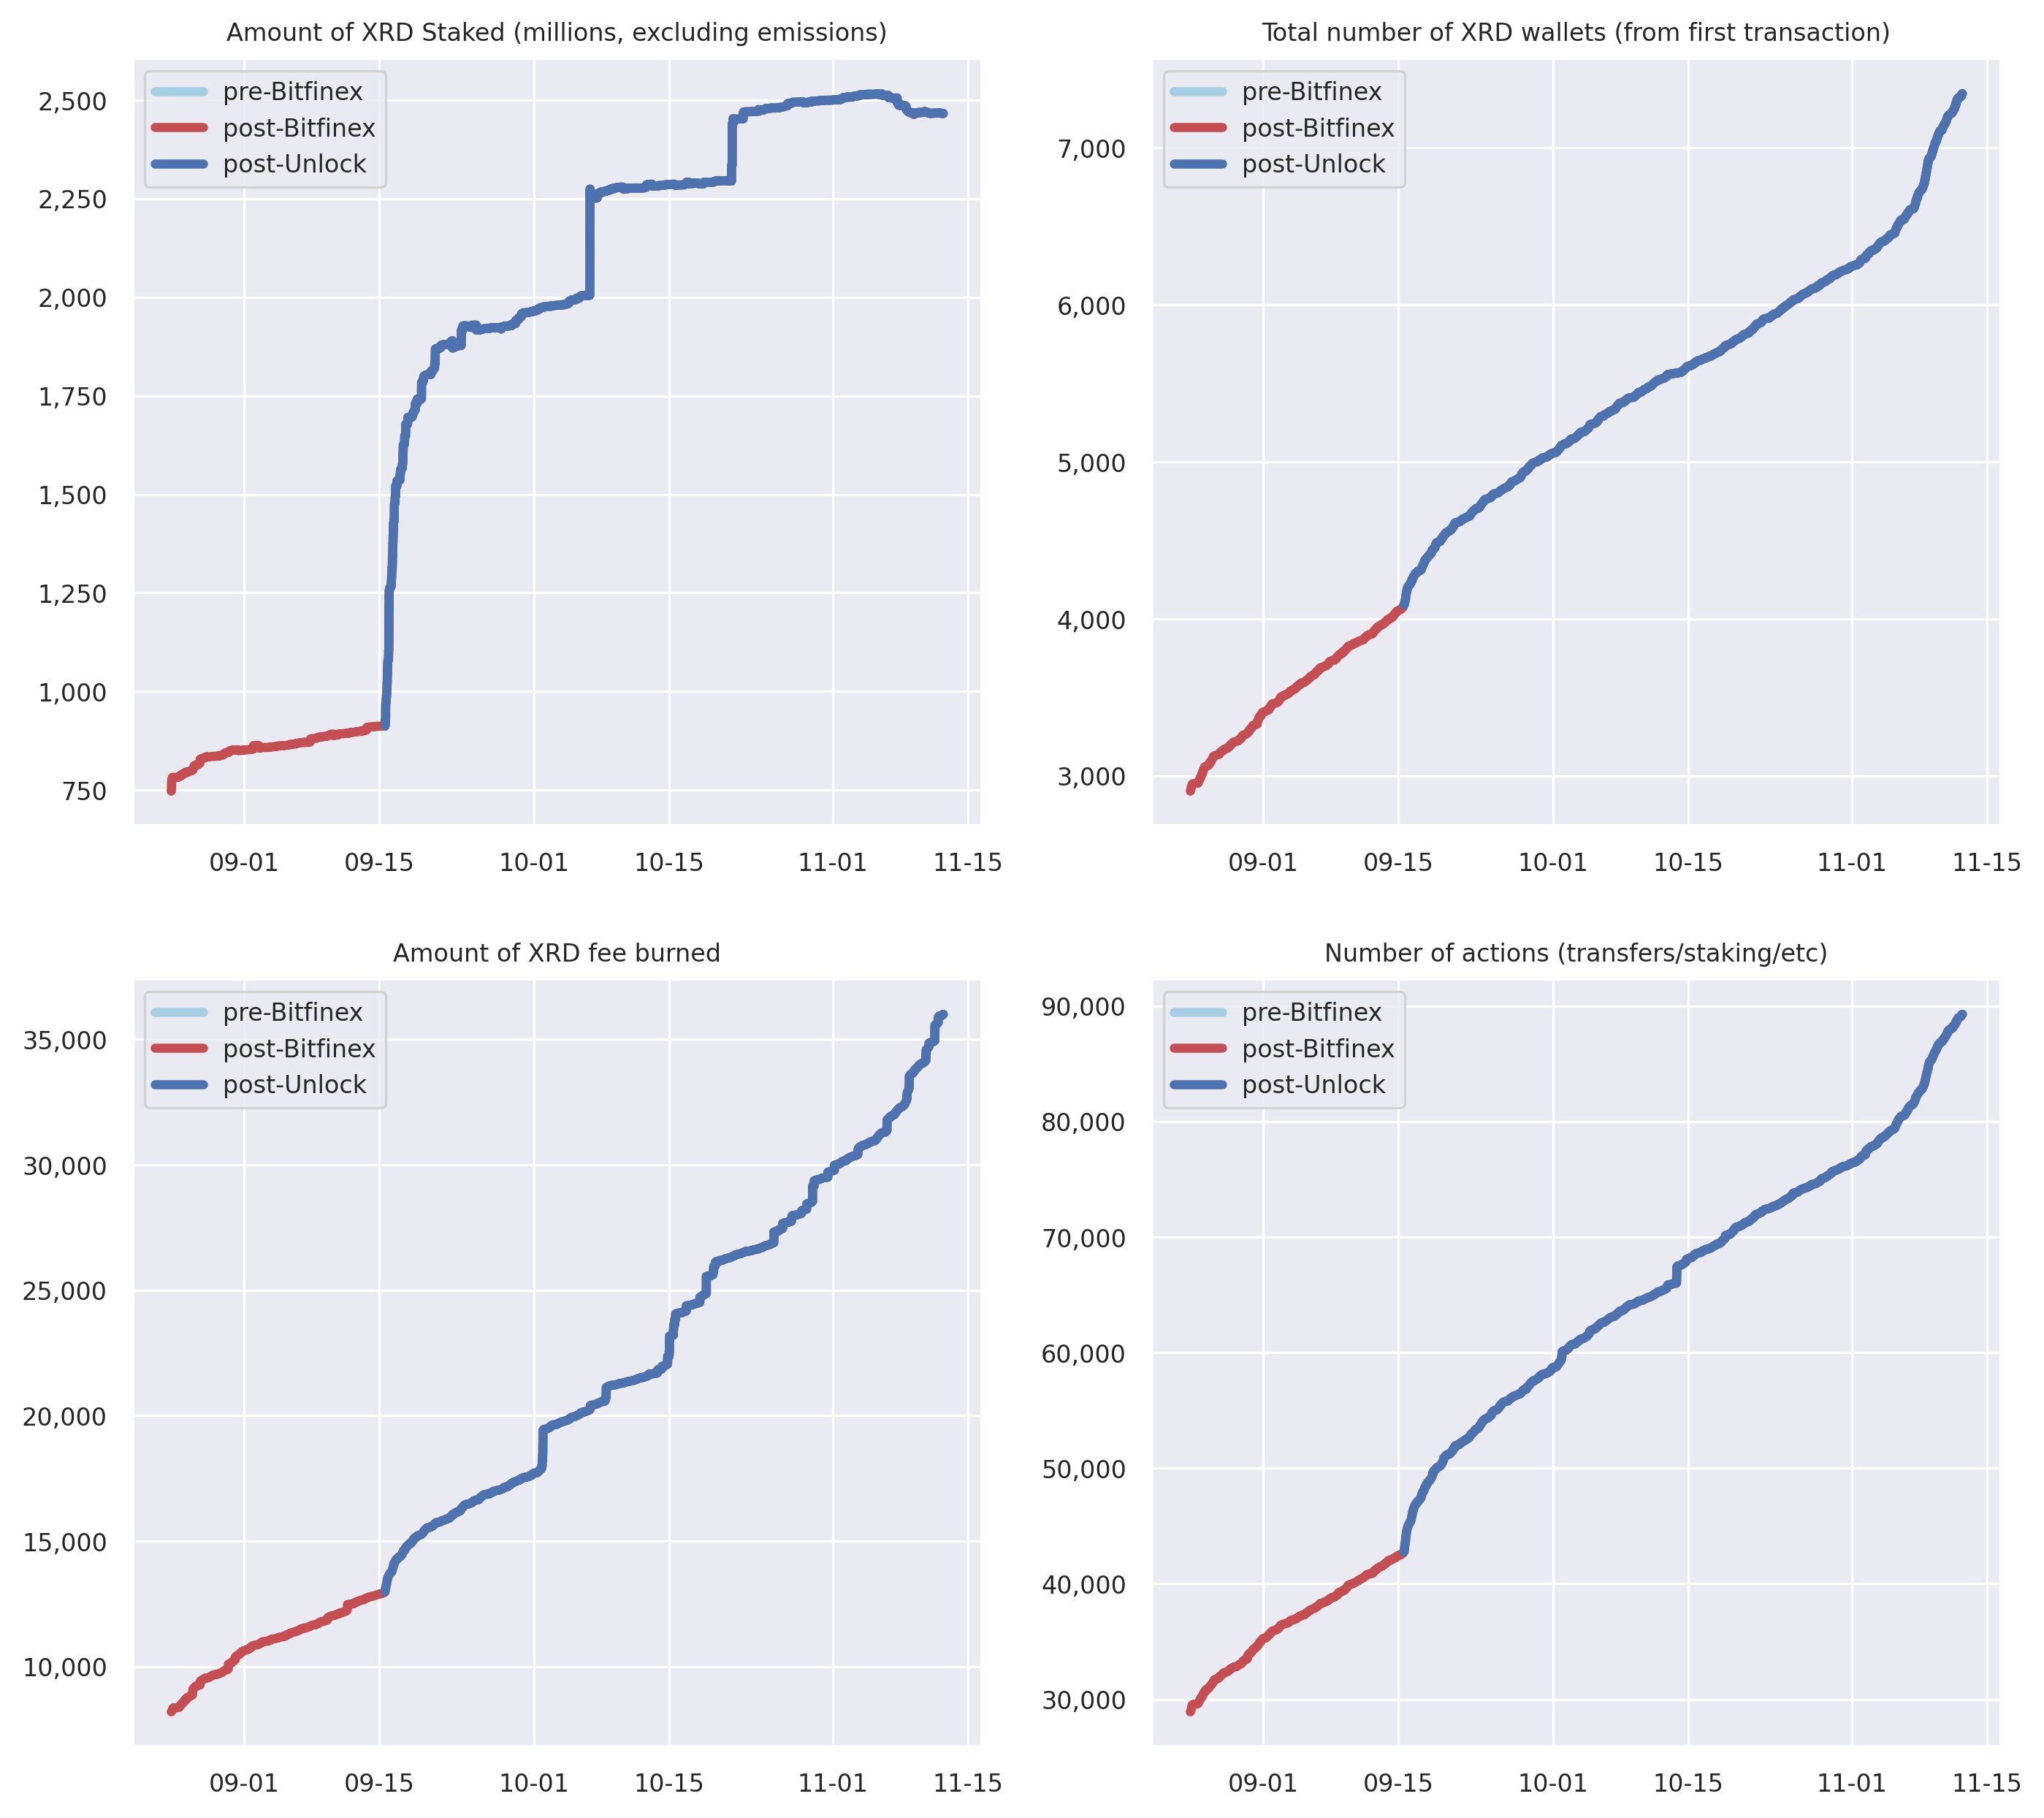 Amount of XRD Staked (millions, excluding emissions)
pre-Bitfinex
post-Bitfinex
post-Unlock
2,500
2,250
2,000
1,750
1,500
1,250
1,000
750
09-01 09-15 10-01 10-15 11-01 11-15
Total number of XRD wallets (from first transaction)
pre-Bitfinex
post-Bitfinex
post-Unlock
7,000
6,000
5,000
4,000
3,000
09-01 09-15 10-01 10-15 11-01 11-15
Amount of XRD fee burned
pre-Bitfinex
post-Bitfinex
post-Unlock
35,000
30,000
25,000
20,000
15,000
10,000
09-01 09-15 10-01 10-15 11-01 11-15
Number of actions (transfers/staking/etc)
pre-Bitfinex
post-Bitfinex
post-Unlock
90,000
80,000
70,000
60,000
50,000
40,000
30,000
09-01 09-15 10-01 10-15 11-01 11-15